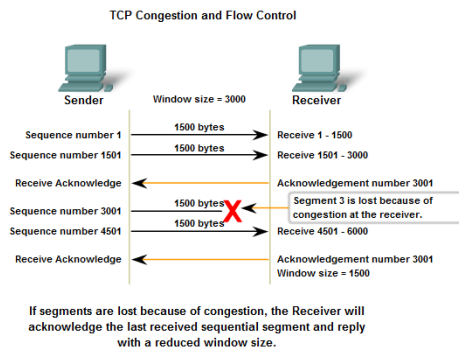 TCP Congestion and Flow Control
Sender
Window size = 3000
Receiver
Sequence number 1
1500 bytes
Receive 1 - 1500
Sequence number 1501
1500 bytes
Receive 1501 - 3000
Receive Acknowledge
Acknowledgement number 3001
Sequence number 3001
1500 bytes
Segment 3 is lost because of
congestion at the receiver.
Sequence number 4501
1500 bytes
Receive 4501 - 6000
Receive Acknowledge
Acknowledgement number 3001
Window size = 1500
If segments are lost because of congestion, the Receiver will
acknowledge the last received sequential segment and reply
with a reduced window size.